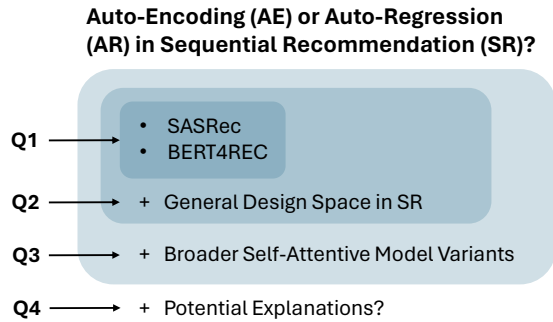 Auto-Encoding (AE) or Auto-Regression
(AR) in Sequential Recommendation (SR)?
Q1
• SASRec
• BERT4REC
Q2 + General Design Space in SR
Q3 + Broader Self-Attentive Model Variants
Q4 + Potential Explanations?